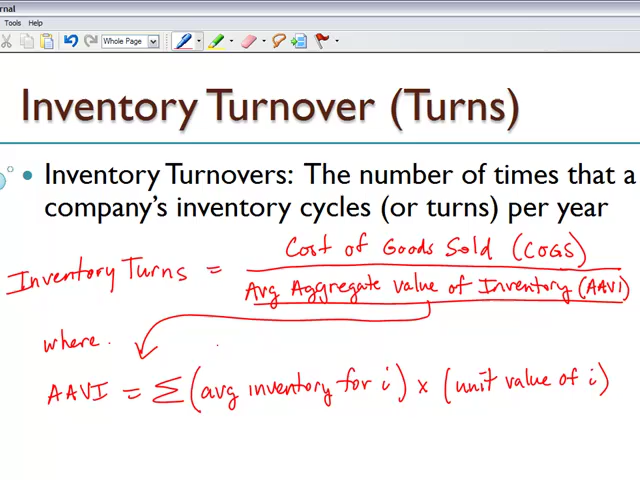 rnal
Tools Help
Whole Page
Inventory Turnover (Turns)
• Inventory Turnovers: The number of times that a
company's inventory cycles (or turns) per year
Inventory Turns = Cost of Goods Sold (COGS)
Avg Aggregate value of Inventory (AAVI)
where
AAVI = Σ (avg inventory for i) × (unit value of i)